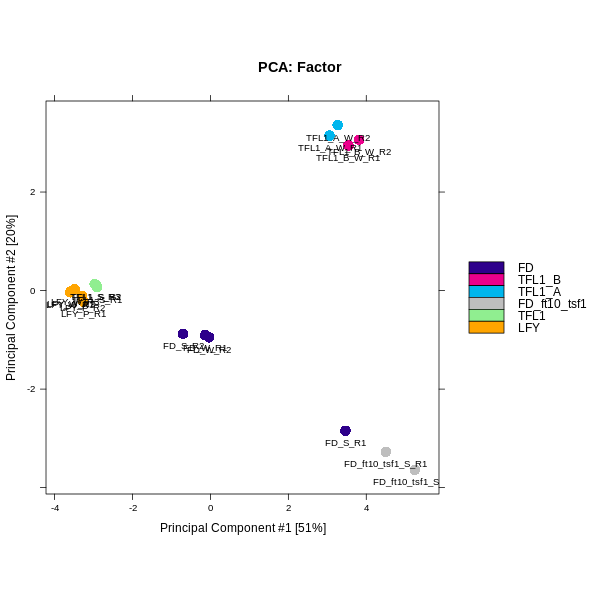 PCA: Factor
TFL1_A_W_R2
TFL1_B_W_R2
TFL1_B_W_R1
2
0
-2
Principal Component #2 [20%]
LFY_P_R1
FD_S_R2
FD_W_R2
FD_S_R1
FD_ft10_tsf1_S_R1
FD_ft10_tsf1_S
-4
-2
0
2
4
Principal Component #1 [51%]
FD
TFL1_B
TFL1_A
FD_ft10_tsf1
TFL1
LFY